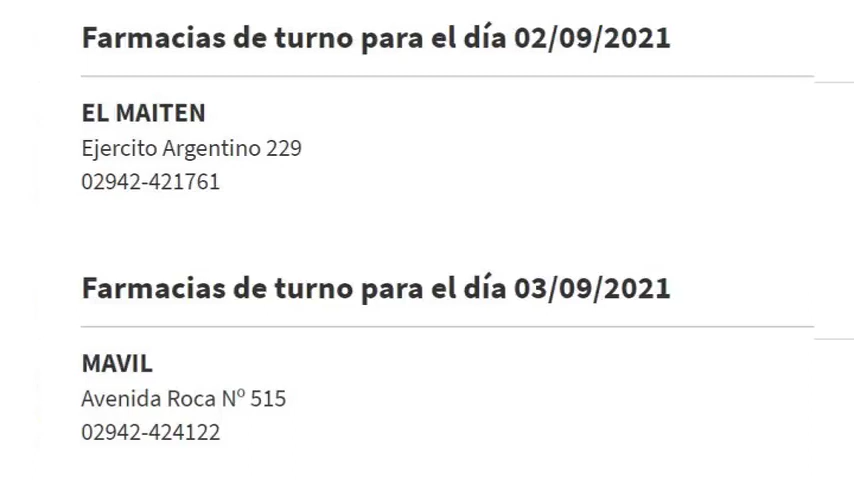 Farmacias de turno para el día 02/09/2021
EL MAITEN
Ejercito Argentino 229
02942-421761
Farmacias de turno para el día 03/09/2021
MAVIL
Avenida Roca Nº 515
02942-424122